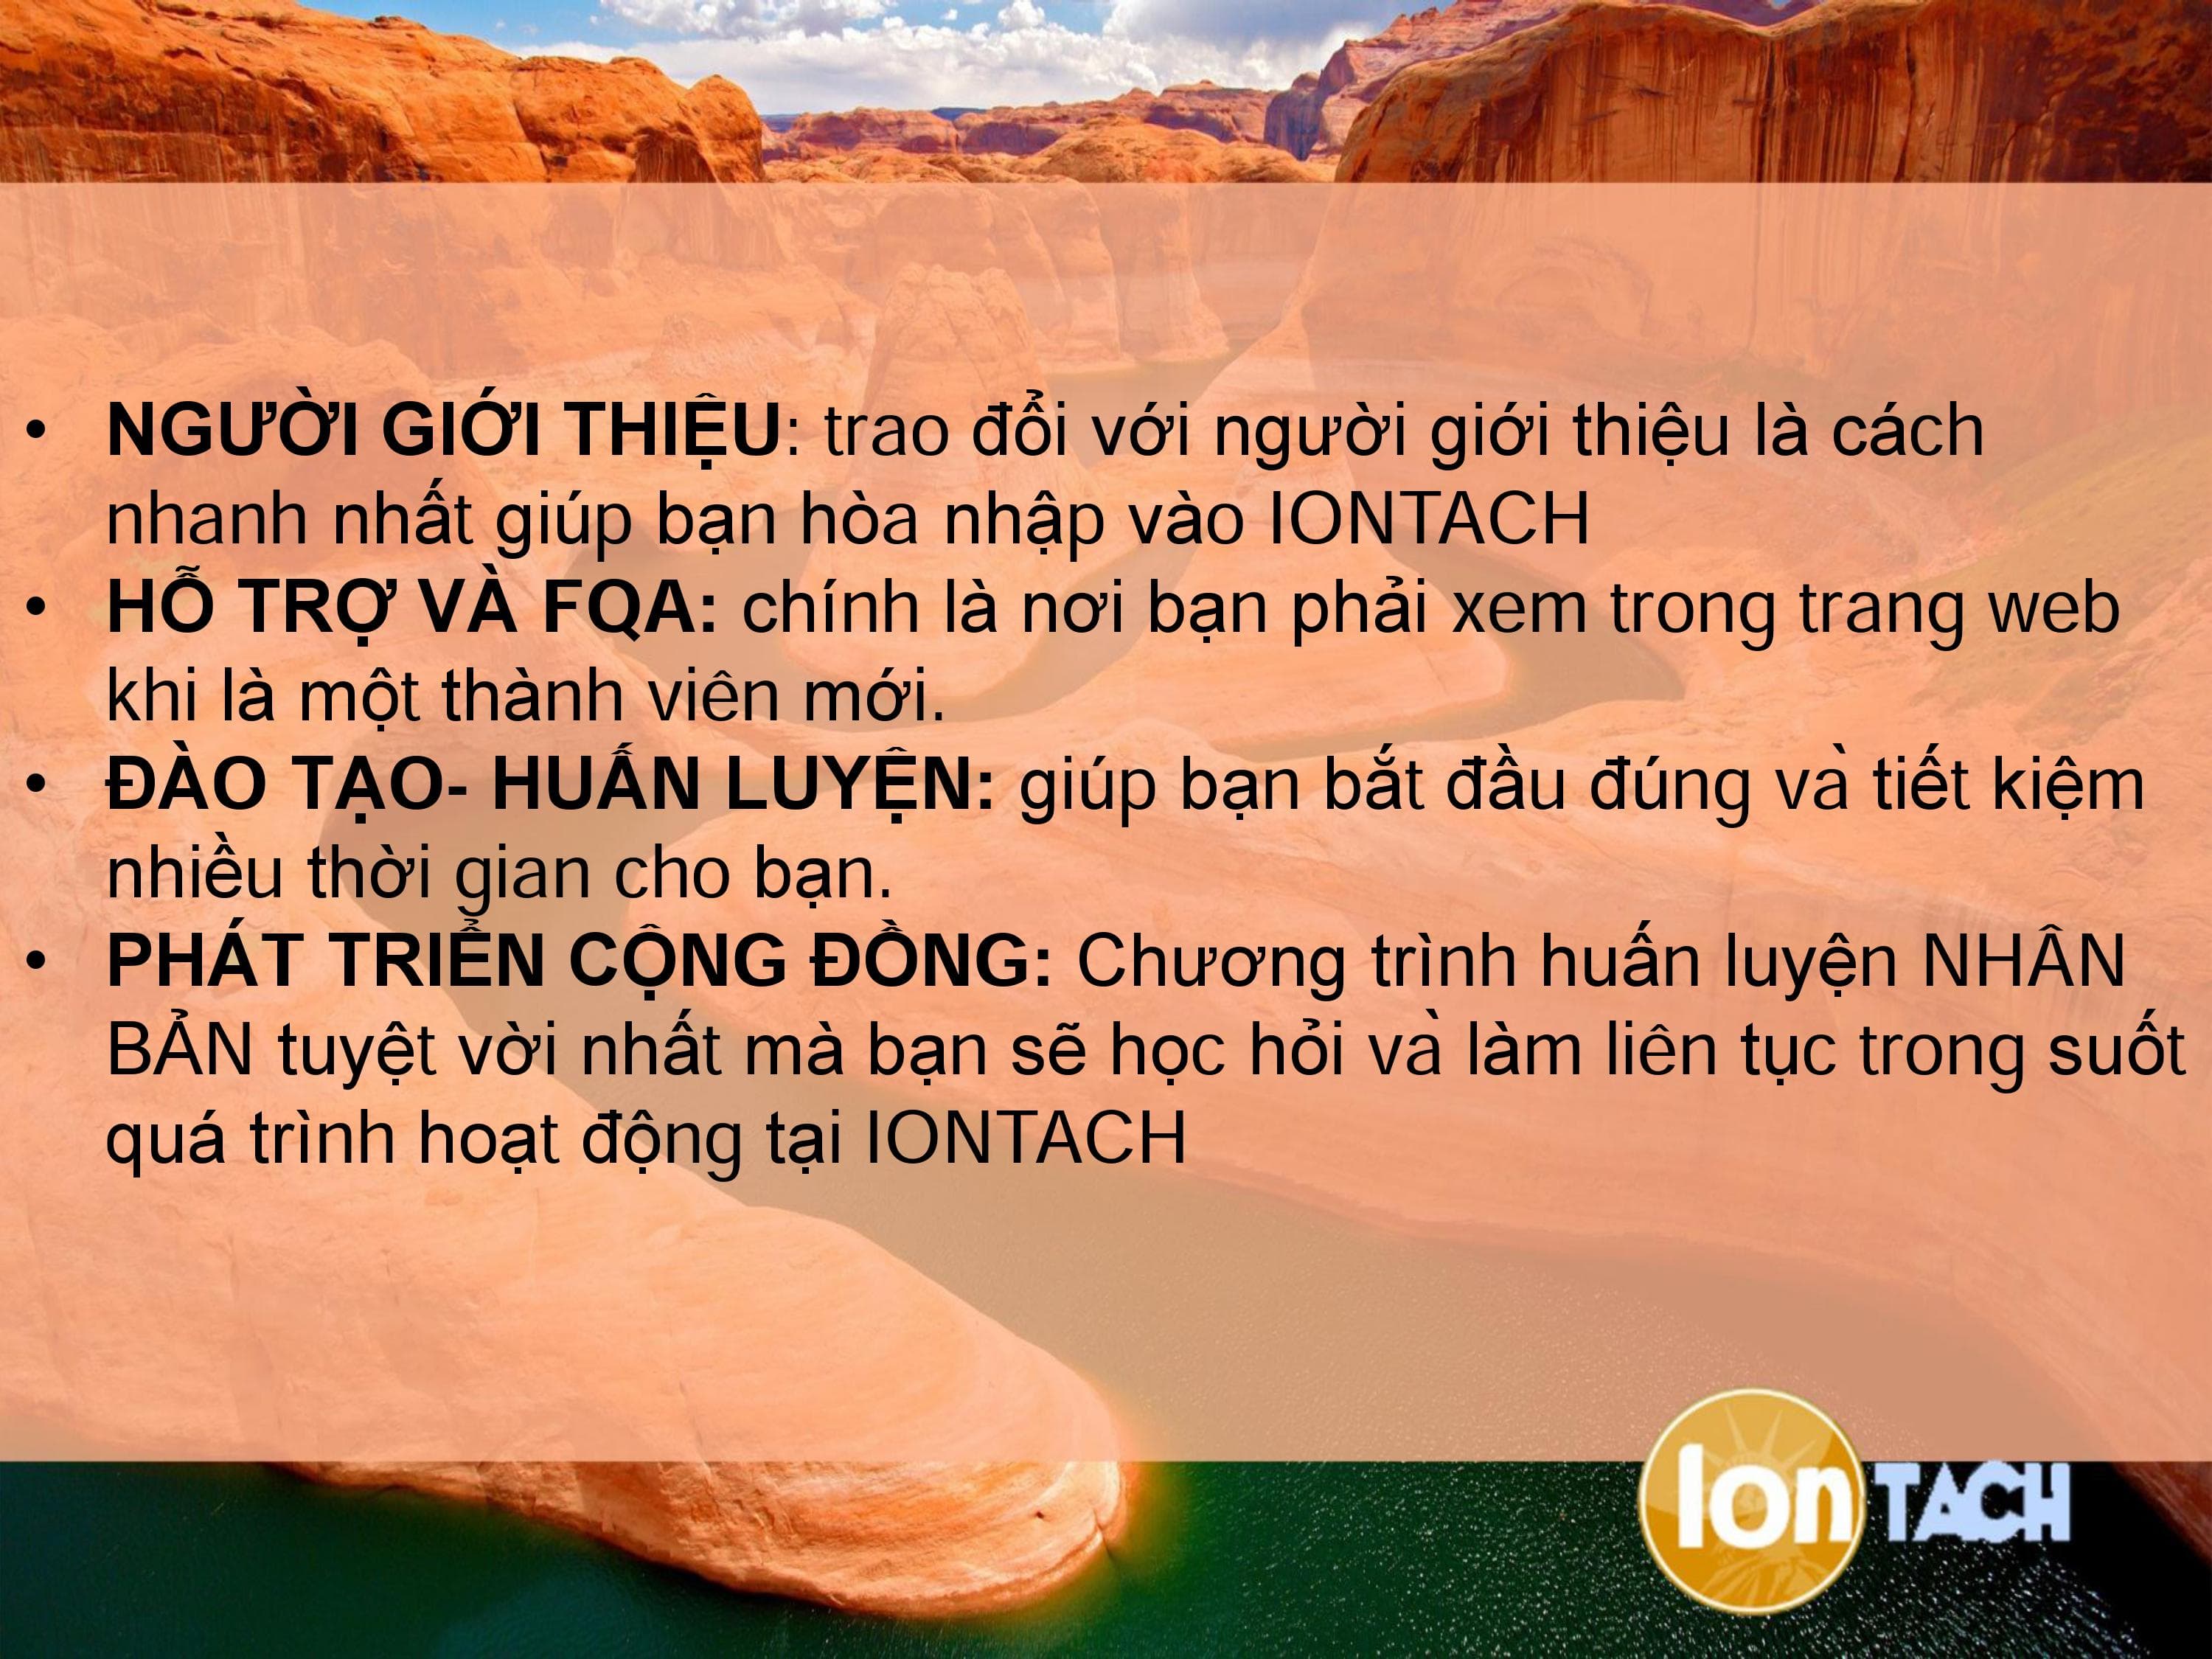 • NGƯỜI GIỚI THIỆU: trao đổi với người giới thiệu là cách
nhanh nhất giúp bạn hòa nhập vào IONTACH
• HỖ TRỢ VÀ FQA: chính là nơi bạn phải xem trong trang web
khi là một thành viên mới.
• ĐÀO TẠO- HUẤN LUYỆN: giúp bạn bắt đầu đúng và tiết kiệm
nhiều thời gian cho bạn.
• PHÁT TRIỂN CỘNG ĐỒNG: Chương trình huấn luyện NHÂN
BẢN tuyệt vời nhất mà bạn sẽ học hỏi và làm liên tục trong suốt
quá trình hoạt động tại IONTACH
Ion TACH